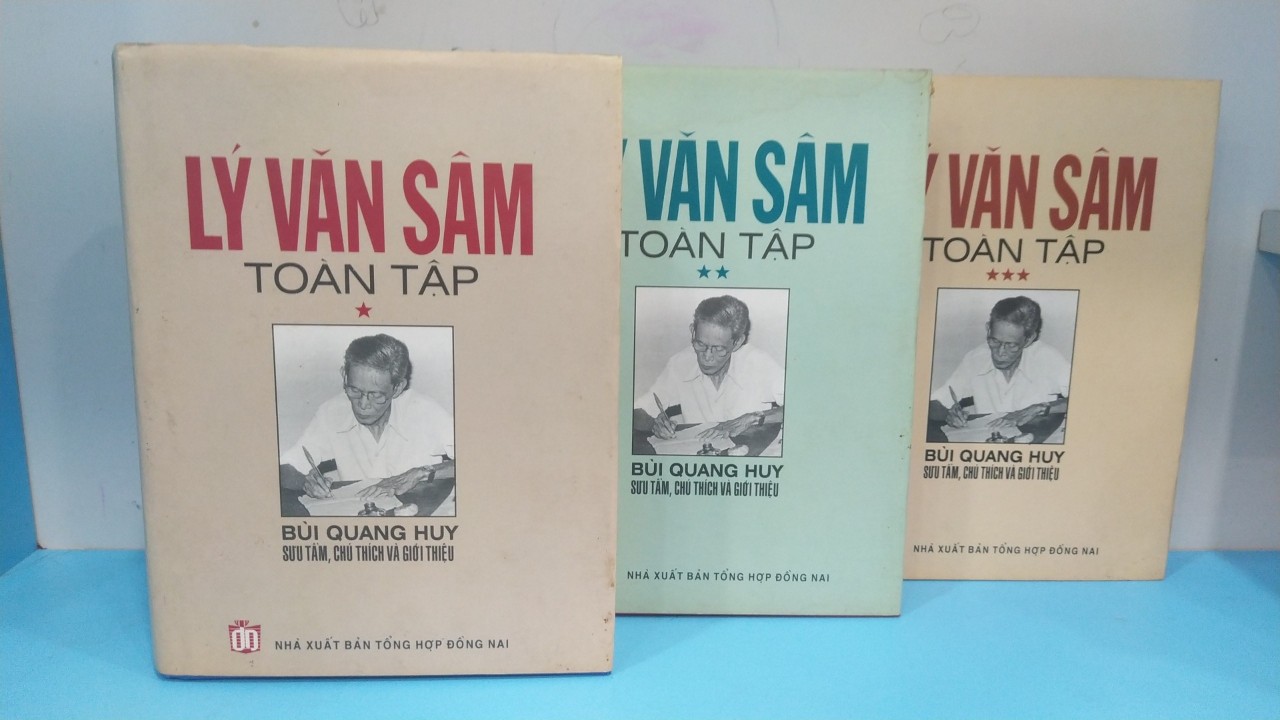 LÝ VĂN SÂM
TOÀN TẬP
★
BÙI QUANG HUY
SƯU TẦM, CHÚ THÍCH VÀ GIỚI THIỆU
ĐN
NHÀ XUẤT BẢN TỔNG HỢP ĐỒNG NAI
Ý VĂN SÂM
TOÀN TẬP
★★
BÙI QUANG HUY
SƯU TẦM, CHÚ THÍCH VÀ GIỚI THIỆU
NHÀ XUẤT BẢN TỔNG HỢP ĐỒNG NAI
Ý VĂN SÂM
TOÀN TẬP
★★★
BÙI QUANG HUY
SƯU TẦM, CHÚ THÍCH VÀ GIỚI THIỆU
NHÀ XUẤT BẢN TỔNG HỢP ĐỒNG NAI